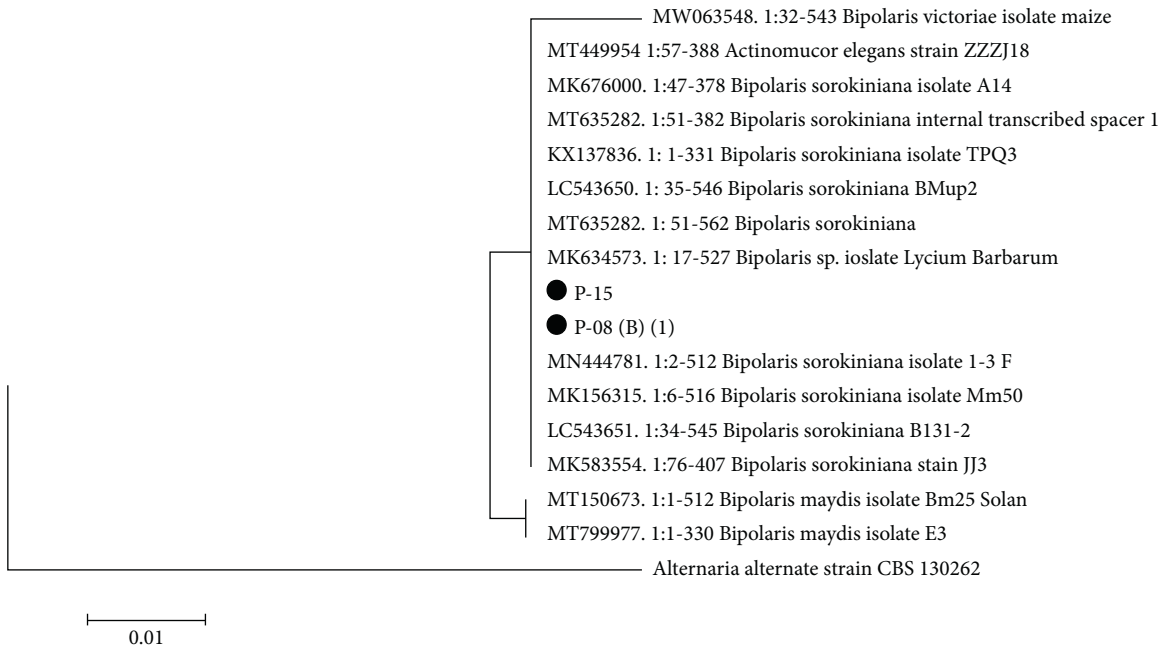 MW063548. 1:32-543 Bipolaris victoriae isolate maize
MT449954 1:57-388 Actinomucor elegans strain ZZZJ18
MK676000. 1:47-378 Bipolaris sorokiniana isolate A14
MT635282. 1:51-382 Bipolaris sorokiniana internal transcribed spacer 1
KX137836. 1: 1-331 Bipolaris sorokiniana isolate TPQ3
LC543650. 1: 35-546 Bipolaris sorokiniana BMup2
MT635282. 1: 51-562 Bipolaris sorokiniana
MK634573. 1: 17-527 Bipolaris sp. ioslate Lycium Barbarum
P-15
P-08 (B) (1)
MN444781. 1:2-512 Bipolaris sorokiniana isolate 1-3 F
MK156315. 1:6-516 Bipolaris sorokiniana isolate Mm50
LC543651. 1:34-545 Bipolaris sorokiniana B131-2
MK583554. 1:76-407 Bipolaris sorokiniana stain JJ3
MT150673. 1:1-512 Bipolaris maydis isolate Bm25 Solan
MT799977. 1:1-330 Bipolaris maydis isolate E3
Alternaria alternate strain CBS 130262
0.01